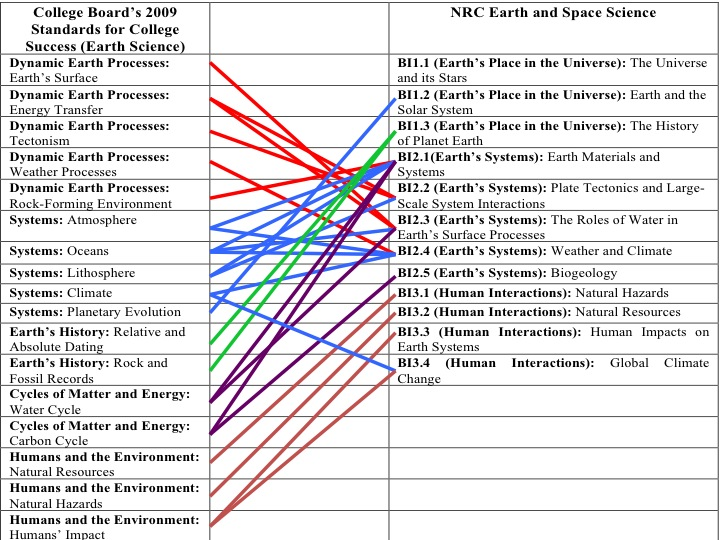 College Board's 2009
Standards for College
Success (Earth Science)
NRC Earth and Space Science
Dynamic Earth Processes:
Earth's Surface
BI1.1 (Earth's Place in the Universe): The Universe
and its Stars
Dynamic Earth Processes:
Energy Transfer
BI1.2 (Earth's Place in the Universe): Earth and the
Solar System
Dynamic Earth Processes:
Tectonism
BI1.3 (Earth's Place in the Universe): The History
of Planet Earth
Dynamic Earth Processes:
Weather Processes
BI2.1(Earth's Systems): Earth Materials and
Systems
Dynamic Earth Processes:
Rock-Forming Environment
BI2.2 (Earth's Systems): Plate Tectonics and Large-
Scale System Interactions
Systems: Atmosphere
BI2.3 (Earth's Systems): The Roles of Water in
Earth's Surface Processes
Systems: Oceans
BI2.4 (Earth's Systems): Weather and Climate
Systems: Lithosphere
BI2.5 (Earth's Systems): Biogeology
Systems: Climate
BI3.1 (Human Interactions): Natural Hazards
Systems: Planetary Evolution
BI3.2 (Human Interactions): Natural Resources
Earth's History: Relative and
Absolute Dating
BI3.3 (Human Interactions): Human Impacts on
Earth Systems
Earth's History: Rock and
Fossil Records
BI3.4 (Human Interactions): Global Climate
Change
Cycles of Matter and Energy:
Water Cycle
Cycles of Matter and Energy:
Carbon Cycle
Humans and the Environment:
Natural Resources
Humans and the Environment:
Natural Hazards
Humans and the Environment:
Humans' Impact